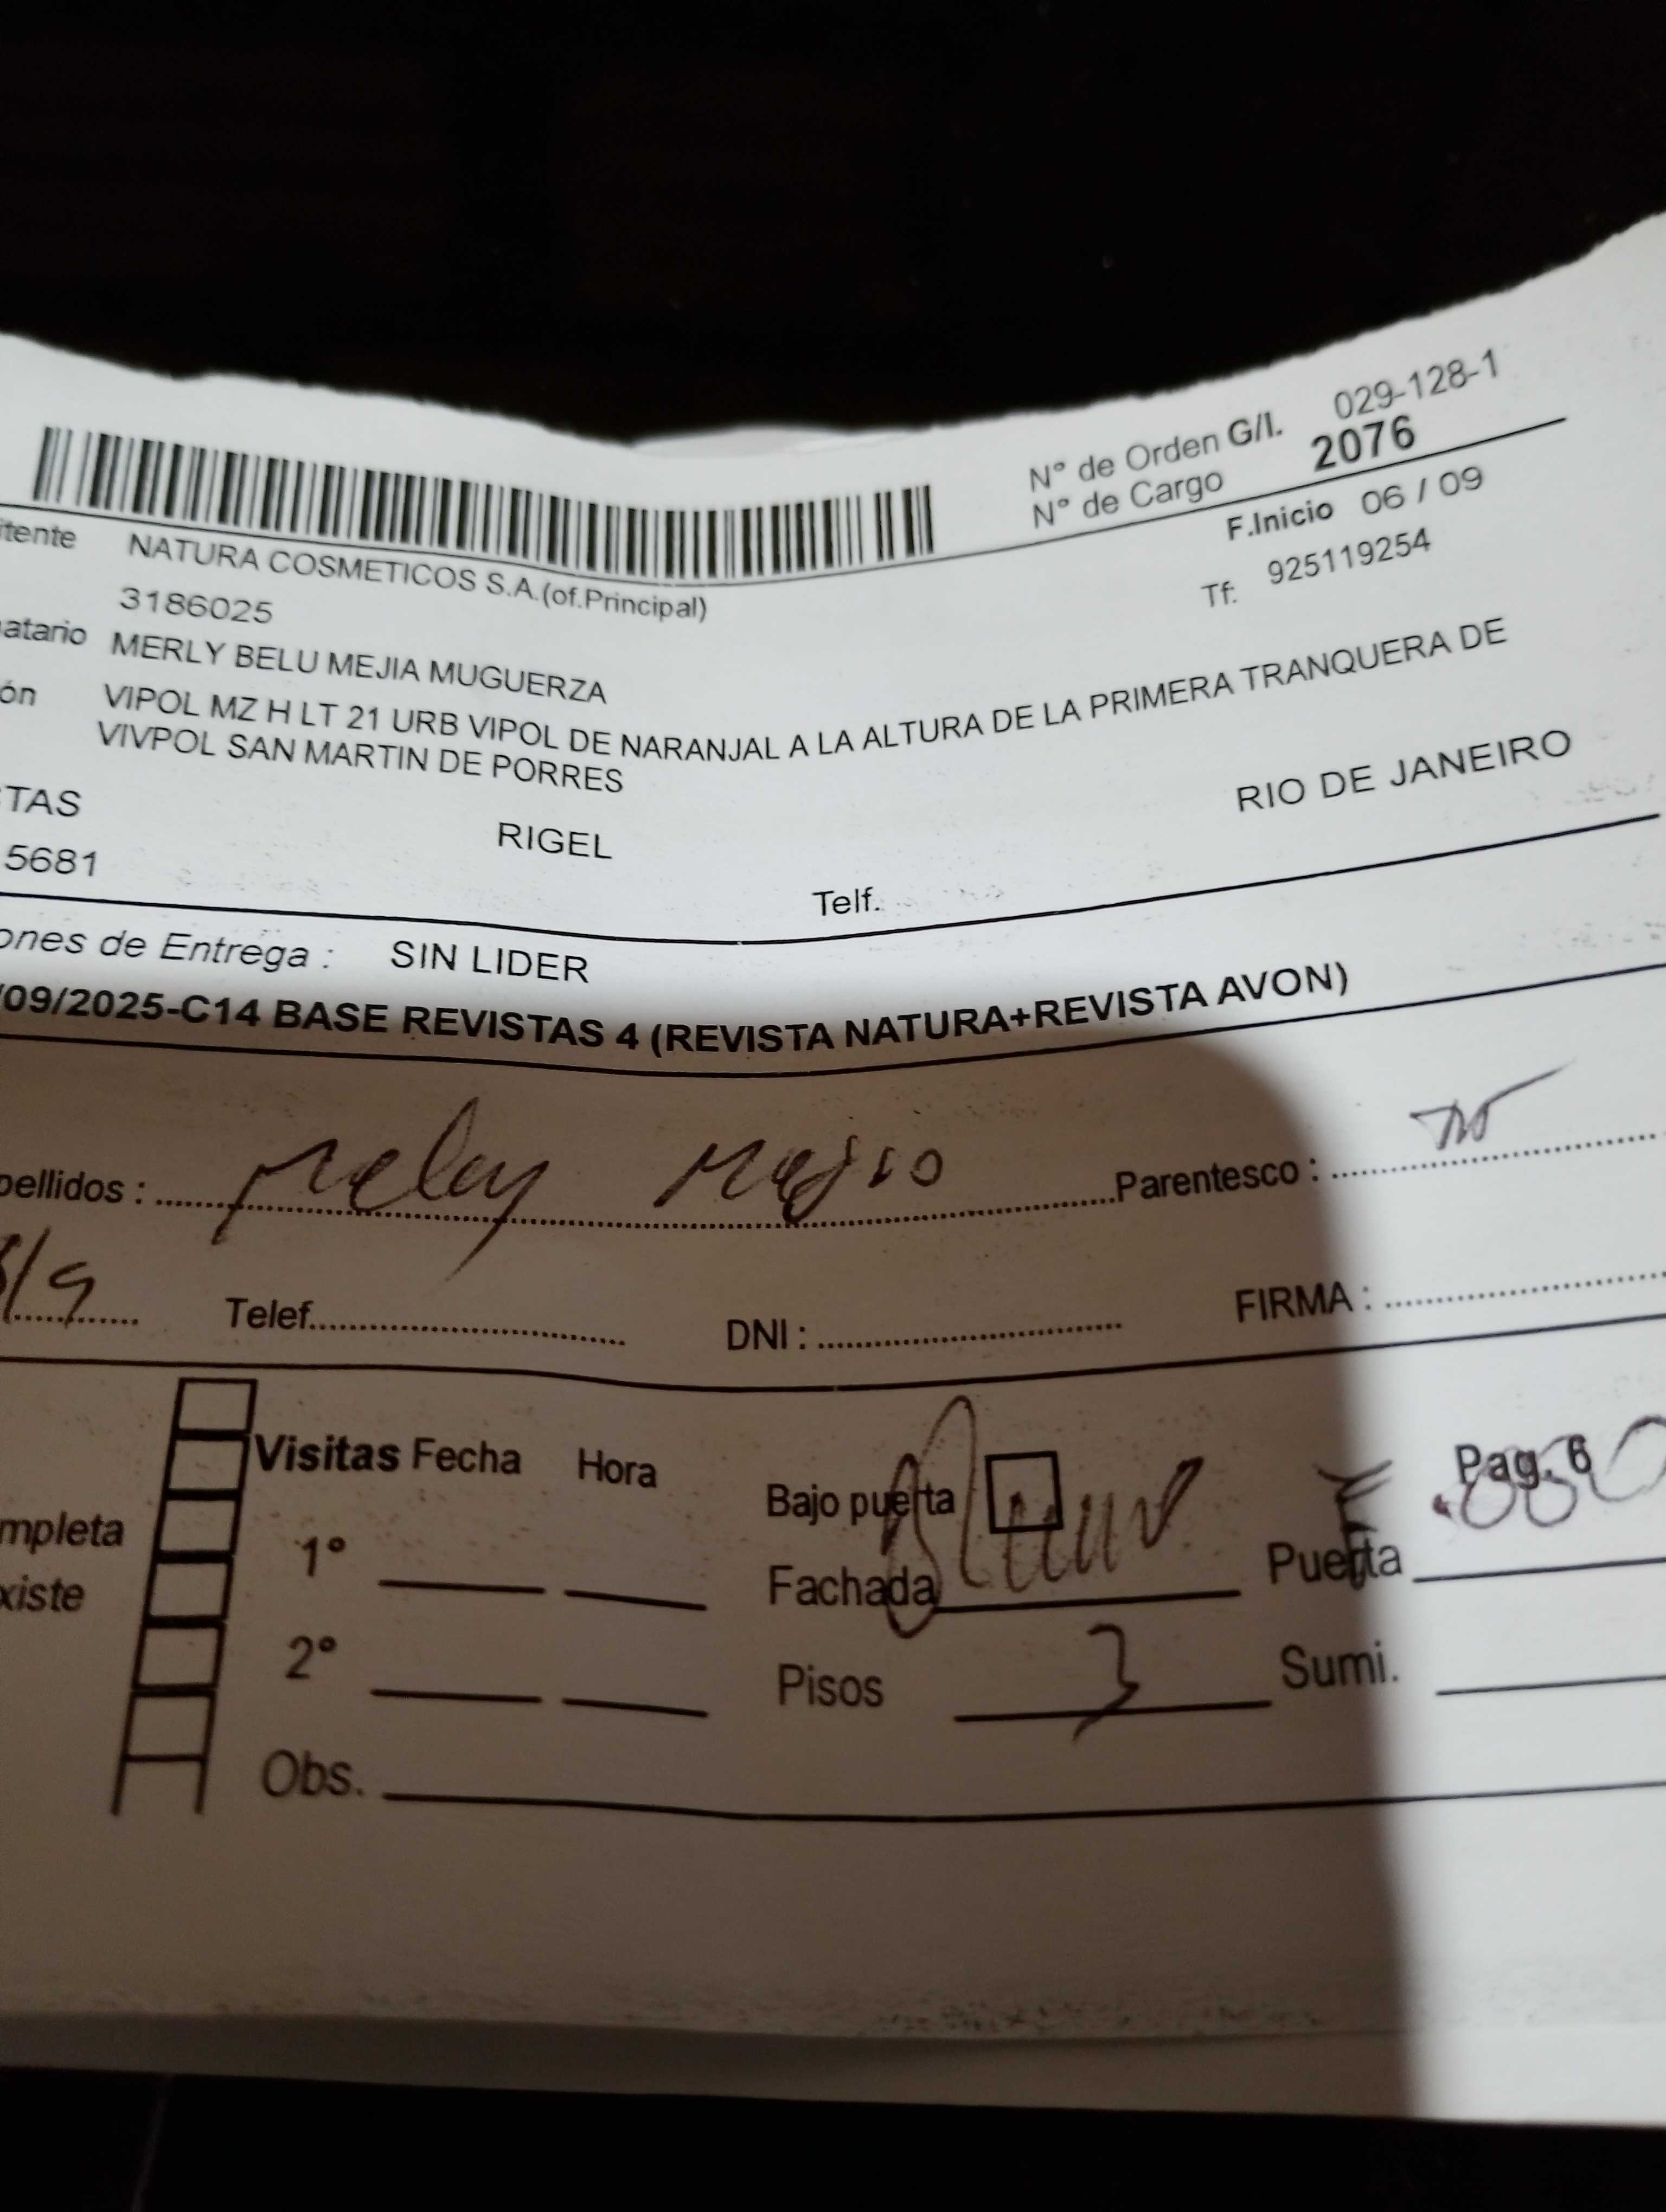 N° de Orden G/I. 029-128-1
N° de Cargo 2076
F.Inicio 06 / 09
itente NATURA COSMETICOS S.A.(of.Principal)
3186025 Tf: 925119254
atario MERLY BELU MEJIA MUGUERZA
ón VIPOL MZ H LT 21 URB VIPOL DE NARANJAL A LA ALTURA DE LA PRIMERA TRANQUERA DE
VIVPOL SAN MARTIN DE PORRES
TAS RIGEL RIO DE JANEIRO
5681 Telf.
ones de Entrega : SIN LIDER
/09/2025-C14 BASE REVISTAS 4 (REVISTA NATURA+REVISTA AVON)
pellidos : Parentesco :
/9 Telef. DNI : FIRMA :
Visitas Fecha Hora Bajo puerta Pag. 6
mpleta 1° Fachada Puerta
xiste
2° Pisos 3 Sumi.
Obs.